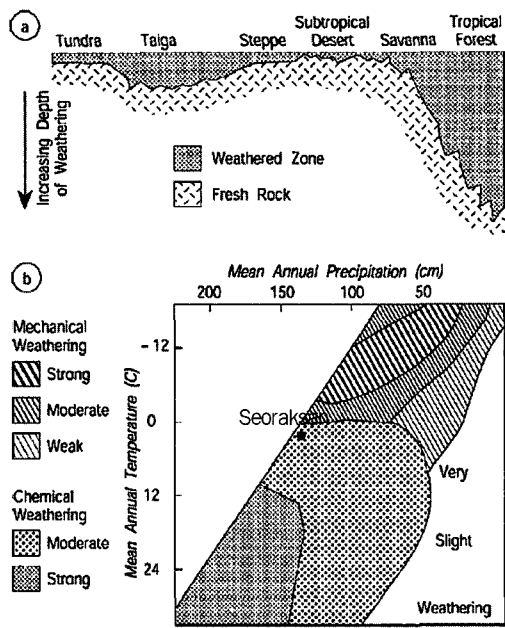 a
Tundra Taiga Steppe Subtropical Desert Savanna Tropical Forest
Increasing Depth
of Weathering
Weathered Zone
Fresh Rock
b
Mean Annual Precipitation (cm)
200 150 100 50
Mechanical
Weathering
Strong
Moderate
Weak
Chemical
Weathering
Moderate
Strong
Mean Annual Temperature (C)
-12
0
12
24
Seoraksan
Very
Slight
Weathering